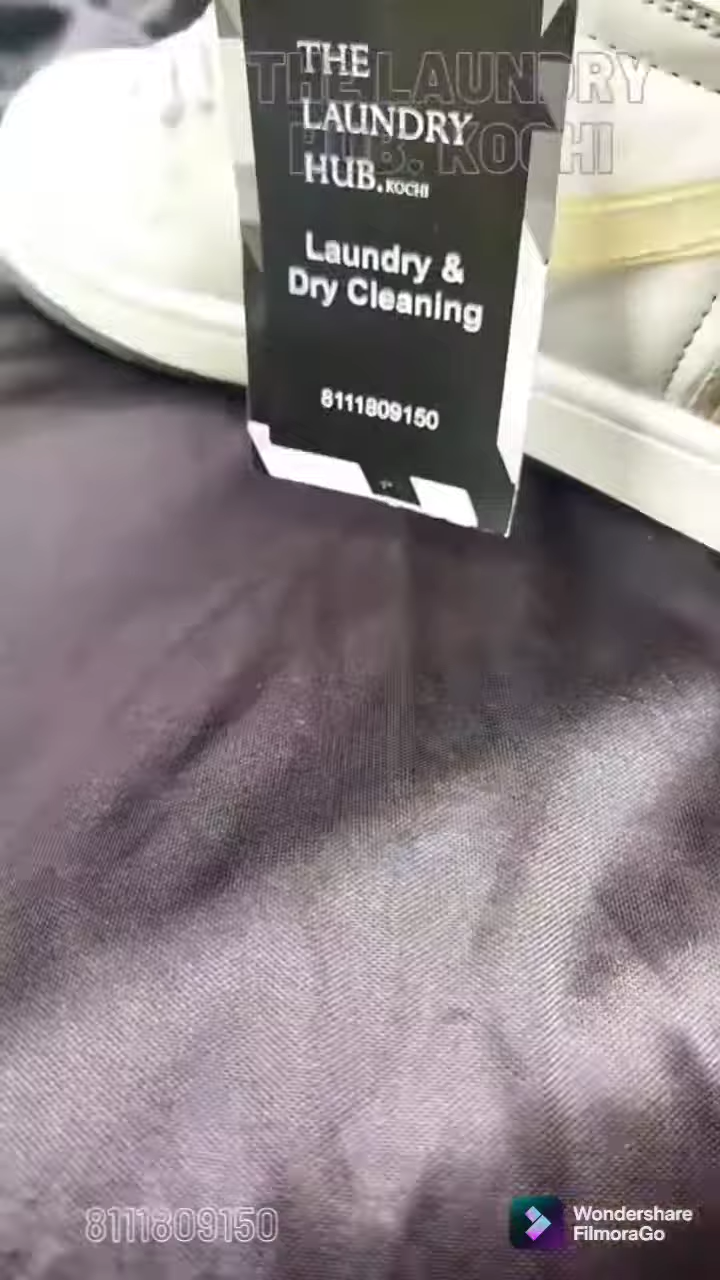 THE LAUNDRY
HUB. KOCHI
THE
LAUNDRY
HUB.KOCHI
Laundry &
Dry Cleaning
8111809150
8111809150
Wondershare
FilmoraGo